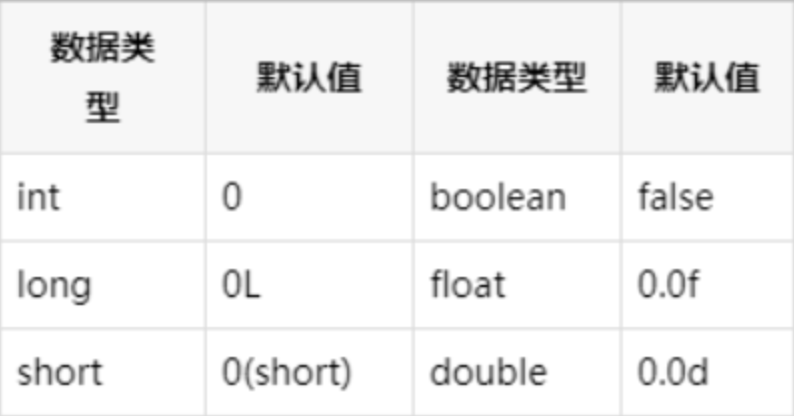 数据类
型
默认值
数据类型
默认值
int 0 boolean false
long 0L float 0.0f
short 0(short) double 0.0d